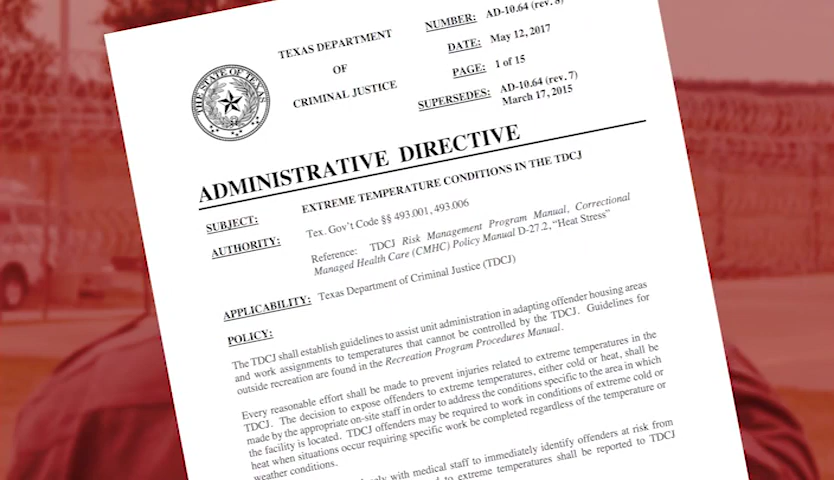 THE STATE OF TEXAS
TEXAS DEPARTMENT
OF
CRIMINAL JUSTICE
NUMBER: AD-10.64 (rev. 8)
DATE: May 12, 2017
PAGE: 1 of 15
SUPERSEDES: AD-10.64 (rev. 7)
March 17, 2015
ADMINISTRATIVE DIRECTIVE
SUBJECT: EXTREME TEMPERATURE CONDITIONS IN THE TDCJ
AUTHORITY: Tex. Gov't Code §§ 493.001, 493.006
Reference: TDCJ Risk Management Program Manual, Correctional
Managed Health Care (CMHC) Policy Manual D-27.2, “Heat Stress”
APPLICABILITY: Texas Department of Criminal Justice (TDCJ)
POLICY:
The TDCJ shall establish guidelines to assist unit administration in adapting offender housing areas
and work assignments to temperatures that cannot be controlled by the TDCJ. Guidelines for
outside recreation are found in the Recreation Program Procedures Manual.
Every reasonable effort shall be made to prevent injuries related to extreme temperatures in the
TDCJ. The decision to expose offenders to extreme temperatures, either cold or heat, shall be
made by the appropriate on-site staff in order to address the conditions specific to the area in which
the facility is located. TDCJ offenders may be required to work in conditions of extreme cold or
heat when situations occur requiring specific work be completed regardless of the temperature or
weather conditions.
with medical staff to immediately identify offenders at risk from
to extreme temperatures shall be reported to TDCJ